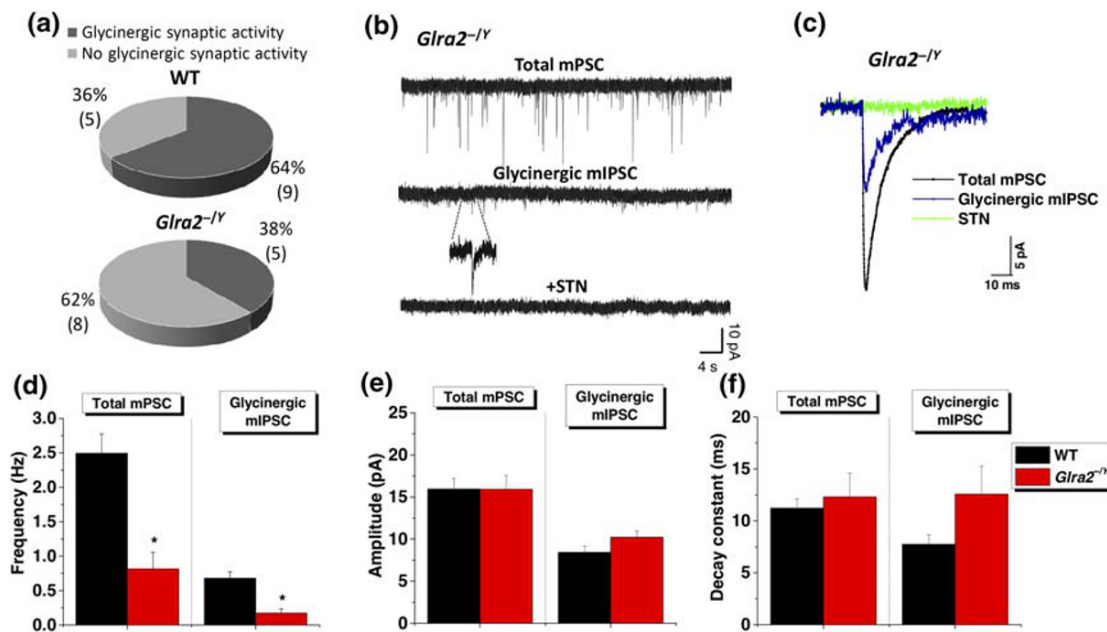 (a)
Glycinergic synaptic activity
No glycinergic synaptic activity
WT
36%
(5)
64%
(9)
Glra2–/Y
38%
(5)
62%
(8)
(b)
Glra2–/Y
Total mPSC
Glycinergic mIPSC
+STN
10 pA
4 s
(c)
Glra2–/Y
Total mPSC
Glycinergic mIPSC
STN
5 pA
10 ms
(d)
Total mPSC
Glycinergic
mIPSC
Frequency (Hz)
3.0
2.5
2.0
1.5
1.0
0.5
0.0
*
*
(e)
Total mPSC
Glycinergic
mIPSC
Amplitude (pA)
25
20
15
10
5
0
(f)
Total mPSC
Glycinergic
mIPSC
Decay constant (ms)
20
15
10
5
0
WT
Glra2–/Y